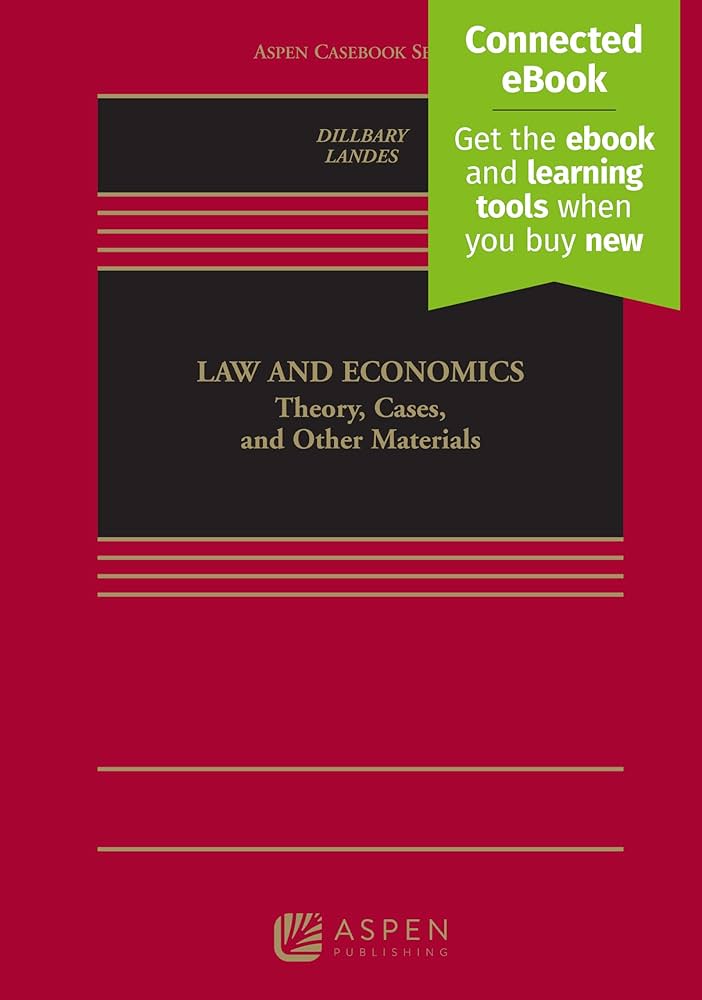 ASPEN CASEBOOK
DILLBARY
LANDES
Connected
eBook
Get the ebook
and learning
tools when
you buy new
LAW AND ECONOMICS
Theory, Cases,
and Other Materials
ASPEN
PUBLISHING